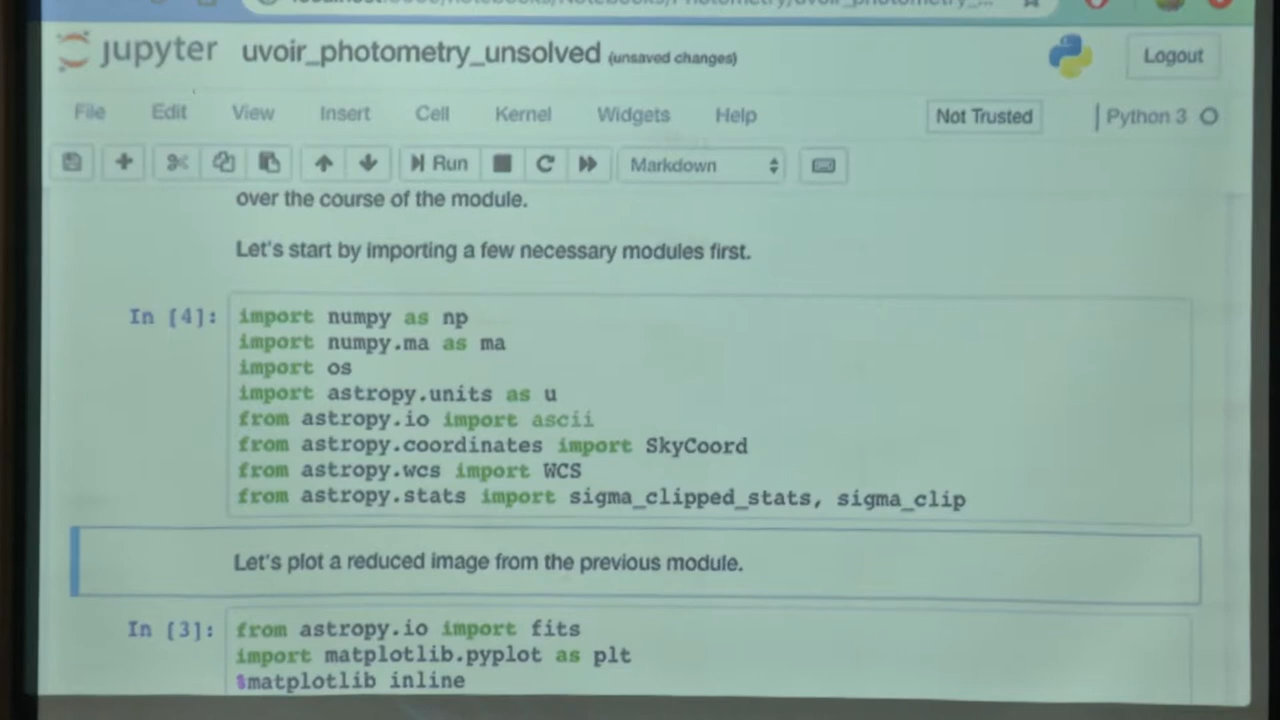 jupyter uvoir_photometry_unsolved (unsaved changes) Logout
File Edit View Insert Cell Kernel Widgets Help Not Trusted Python 3
Run Markdown
over the course of the module.
Let's start by importing a few necessary modules first.
In [4]: import numpy as np
import numpy.ma as ma
import os
import astropy.units as u
from astropy.io import ascii
from astropy.coordinates import SkyCoord
from astropy.wcs import WCS
from astropy.stats import sigma_clipped_stats, sigma_clip
Let's plot a reduced image from the previous module.
In [3]: from astropy.io import fits
import matplotlib.pyplot as plt
%matplotlib inline